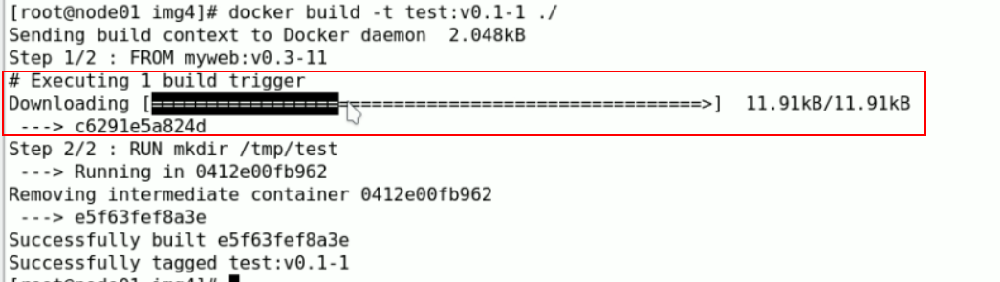 [root@node01 img4]# docker build -t test:v0.1-1 ./
Sending build context to Docker daemon  2.048kB
Step 1/2 : FROM myweb:v0.3-11
# Executing 1 build trigger
Downloading [==================================================>]  11.91kB/11.91kB
 ---> c6291e5a824d
Step 2/2 : RUN mkdir /tmp/test
 ---> Running in 0412e00fb962
Removing intermediate container 0412e00fb962
 ---> e5f63fef8a3e
Successfully built e5f63fef8a3e
Successfully tagged test:v0.1-1
[root@node01 img4]#